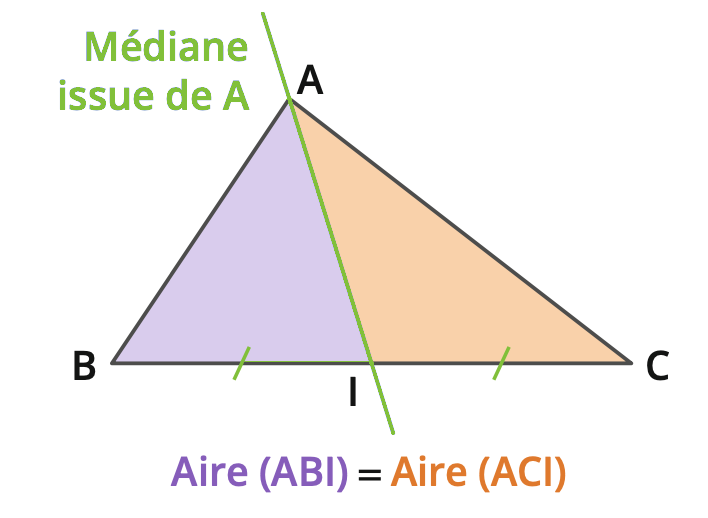 Médiane
issue de A
A
B
C
I
Aire (ABI) = Aire (ACI)